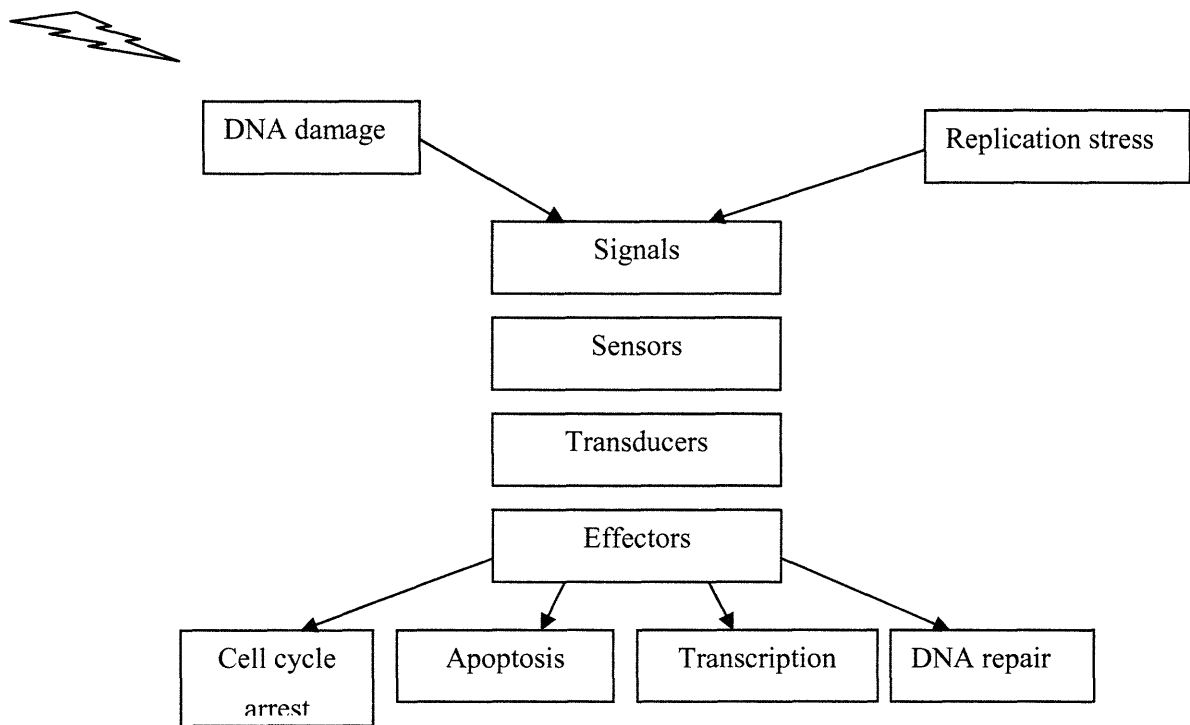 DNA damage
Replication stress
Signals
Sensors
Transducers
Effectors
Cell cycle
arrest
Apoptosis
Transcription
DNA repair